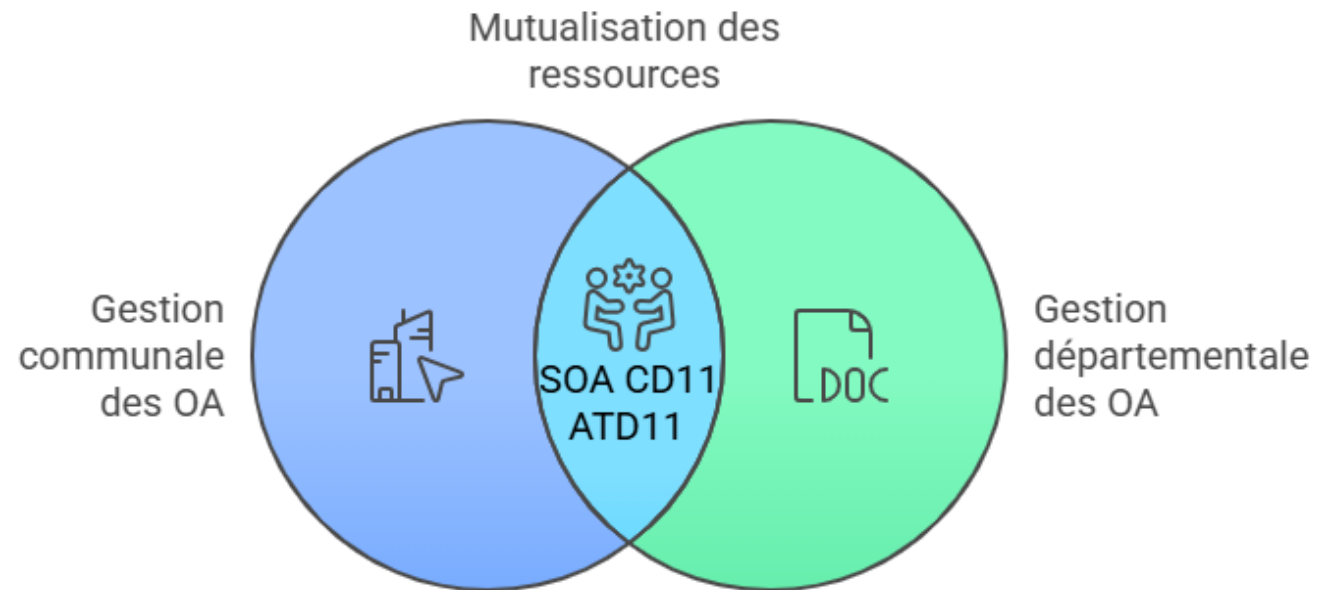 Mutualisation des
ressources
Gestion
communale
des OA
SOA CD11
ATD11
DOC
Gestion
départementale
des OA